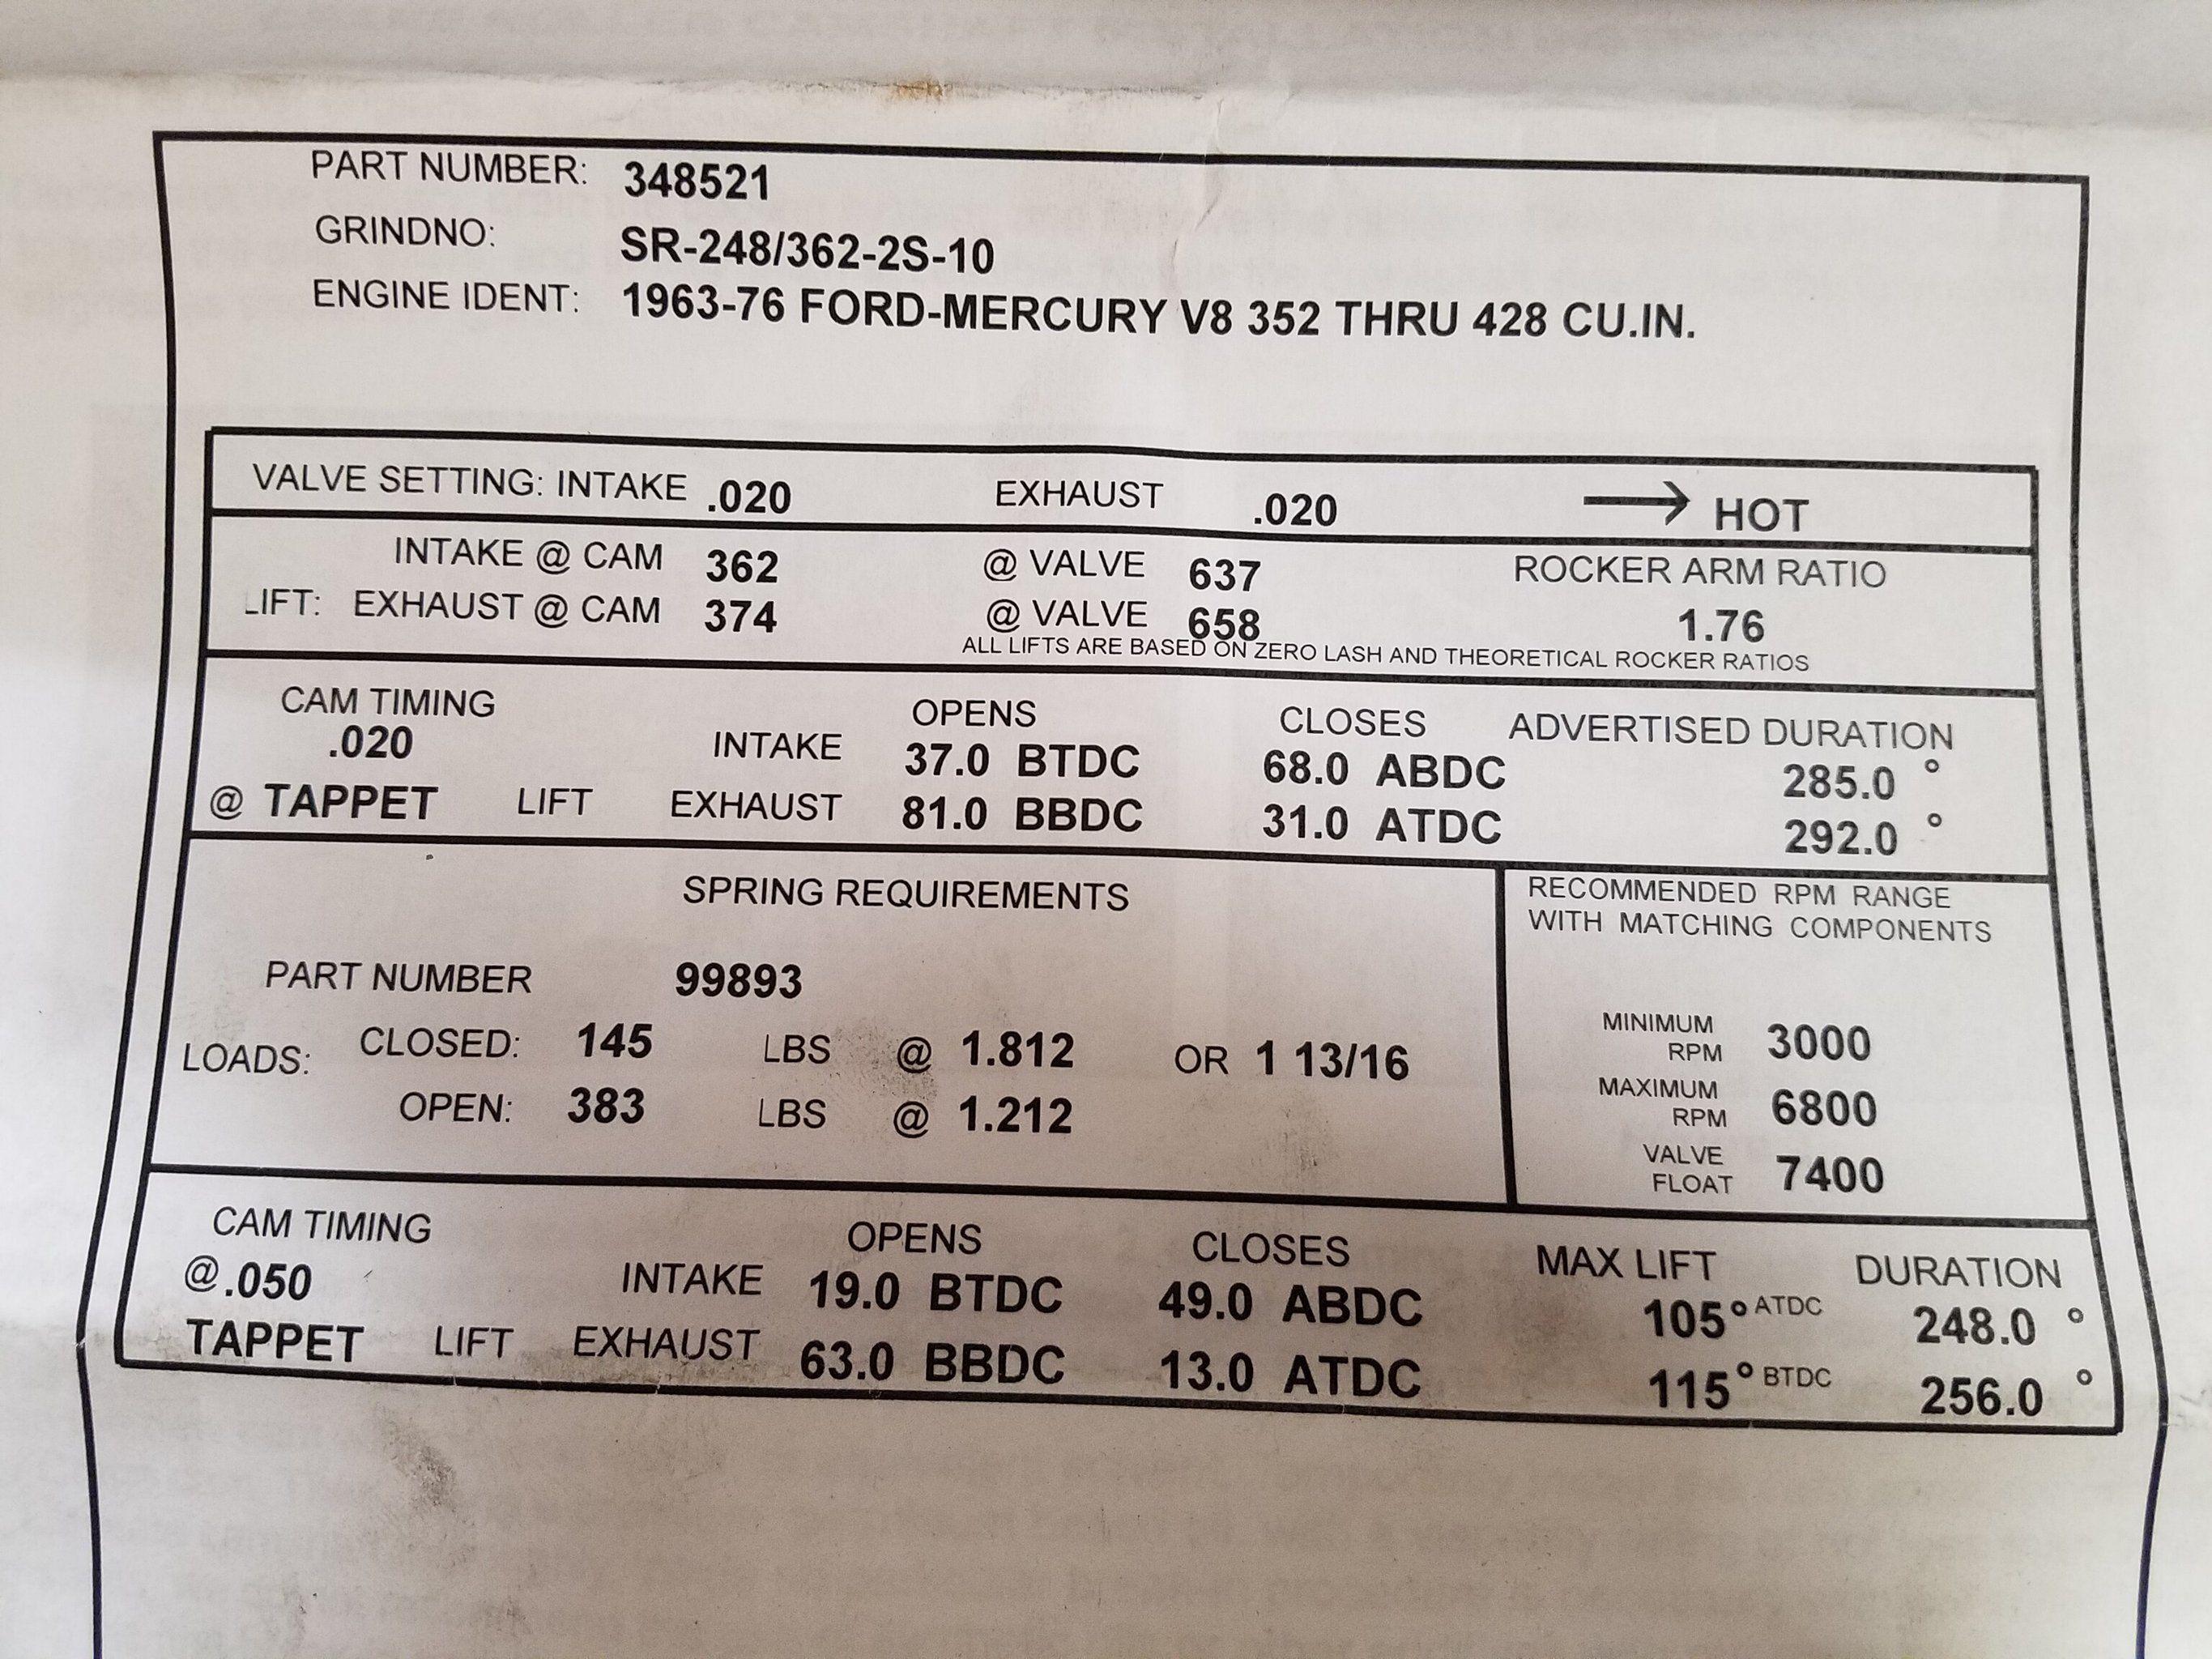 PART NUMBER: 348521
GRINDNO: SR-248/362-2S-10
ENGINE IDENT: 1963-76 FORD-MERCURY V8 352 THRU 428 CU.IN.
VALVE SETTING: INTAKE .020 EXHAUST .020 → HOT
INTAKE @ CAM 362 @ VALVE 637 ROCKER ARM RATIO
LIFT: EXHAUST @ CAM 374 @ VALVE 658 1.76
ALL LIFTS ARE BASED ON ZERO LASH AND THEORETICAL ROCKER RATIOS
CAM TIMING OPENS CLOSES ADVERTISED DURATION
.020 INTAKE 37.0 BTDC 68.0 ABDC 285.0 °
@ TAPPET LIFT EXHAUST 81.0 BBDC 31.0 ATDC 292.0 °
SPRING REQUIREMENTS
PART NUMBER 99893
LOADS: CLOSED: 145 LBS @ 1.812 OR 1 13/16
OPEN: 383 LBS @ 1.212
RECOMMENDED RPM RANGE
WITH MATCHING COMPONENTS
MINIMUM
RPM 3000
MAXIMUM
RPM 6800
VALVE
FLOAT 7400
CAM TIMING OPENS CLOSES MAX LIFT DURATION
@.050 INTAKE 19.0 BTDC 49.0 ABDC 105° ATDC 248.0 °
TAPPET LIFT EXHAUST 63.0 BBDC 13.0 ATDC 115° BTDC 256.0 °